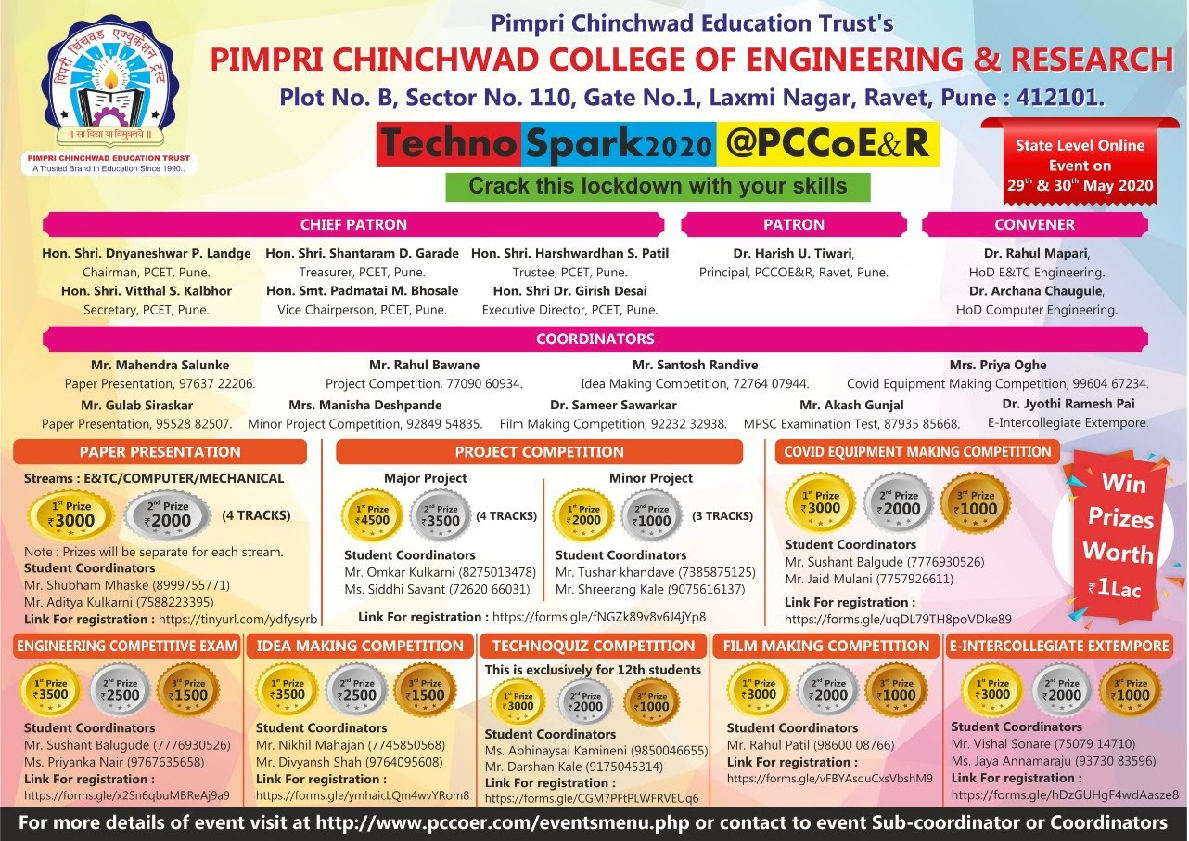 Pimpri Chinchwad Education Trust's
PIMPRI CHINCHWAD COLLEGE OF ENGINEERING & RESEARCH
Plot No. B, Sector No. 110, Gate No.1, Laxmi Nagar, Ravet, Pune : 412101.
पिंपरी चिंचवड एज्युकेशन ट्रस्ट
॥ सा विद्या या विमुक्तये ॥
PIMPRI CHINCHWAD EDUCATION TRUST
A Trusted Brand in Education Since 1990..
Techno Spark2020 @PCCoE&R
Crack this lockdown with your skills
State Level Online
Event on
29th & 30th May 2020
CHIEF PATRON
Hon. Shri. Dnyaneshwar P. Landge Hon. Shri. Shantaram D. Garade Hon. Shri. Harshwardhan S. Patil
Chairman, PCET, Pune. Treasurer, PCET, Pune. Trustee, PCET, Pune.
Hon. Shri. Vitthal S. Kalbhor Hon. Smt. Padmatai M. Bhosale Hon. Shri Dr. Girish Desai
Secretary, PCET, Pune. Vice Chairperson, PCET, Pune. Executive Director, PCET, Pune.
PATRON
Dr. Harish U. Tiwari,
Principal, PCCOE&R, Ravet, Pune.
CONVENER
Dr. Rahul Mapari,
HoD E&TC Engineering.
Dr. Archana Chaugule,
HoD Computer Engineering.
COORDINATORS
Mr. Mahendra Salunke Mr. Rahul Bawane Mr. Santosh Randive Mrs. Priya Oghe
Paper Presentation, 97637 22206. Project Competition. 77090 60934. Idea Making Competition, 72764 07944. Covid Equipment Making Competition, 99604 67234.
Mr. Gulab Siraskar Mrs. Manisha Deshpande Dr. Sameer Sawarkar Mr. Akash Gunjal Dr. Jyothi Ramesh Pai
Paper Presentation, 95528 82507. Minor Project Competition, 92849 54835. Film Making Competition, 92232 32938. MPSC Examination Test, 87935 85668. E-Intercollegiate Extempore.
PAPER PRESENTATION
Streams : E&TC/COMPUTER/MECHANICAL
1st Prize ₹3000 2nd Prize ₹2000 (4 TRACKS)
Note : Prizes will be separate for each stream.
Student Coordinators
Mr. Shubham Mhaske (8999755771)
Mr. Aditya Kulkarni (7588223395)
Link For registration : https://tinyurl.com/ydfysyrb
PROJECT COMPETITION
Major Project
1st Prize ₹4500 2nd Prize ₹3500 (4 TRACKS)
Student Coordinators
Mr. Omkar Kulkarni (8275013478)
Ms. Siddhi Savant (72620 66031)
Minor Project
1st Prize ₹2000 2nd Prize ₹1000 (3 TRACKS)
Student Coordinators
Mr. Tushar khandave (7385875125)
Mr. Shreerang Kale (9075616137)
Link For registration : https://forms.gle/fNGZk89v8v6J4jYp8
COVID EQUIPMENT MAKING COMPETITION
1st Prize ₹3000 2nd Prize ₹2000 3rd Prize ₹1000
Student Coordinators
Mr. Sushant Balgude (7776930526)
Mr. Jaid Mulani (7757926611)
Link For registration :
https://forms.gle/uqDL79TH8poVDke89
Win
Prizes
Worth
₹1Lac
ENGINEERING COMPETITIVE EXAM
1st Prize ₹3500 2nd Prize ₹2500 3rd Prize ₹1500
Student Coordinators
Mr. Sushant Balugude (7776930526)
Ms. Priyanka Nair (9767635658)
Link For registration :
https://forms.gle/x2Sn6qbuMBReAj9a9
IDEA MAKING COMPETITION
1st Prize ₹3500 2nd Prize ₹2500 3rd Prize ₹1500
Student Coordinators
Mr. Nikhil Mahajan (7745850568)
Mr. Divyansh Shah (9764095608)
Link For registration :
https://forms.gle/ymhaicLQm4wvYRom8
TECHNOQUIZ COMPETITION
This is exclusively for 12th students
1st Prize ₹3000 2nd Prize ₹2000 3rd Prize ₹1000
Student Coordinators
Ms. Abhinaysai Kamineni (9850046655)
Mr. Darshan Kale (9175045314)
Link For registration :
https://forms.gle/CGM7PFtPLWFRVEUq6
FILM MAKING COMPETITION
1st Prize ₹3000 2nd Prize ₹2000 3rd Prize ₹1000
Student Coordinators
Mr. Rahul Patil (98600 08766)
Link For registration :
https://forms.gle/vFBYAscuCxsVbshM9
E-INTERCOLLEGIATE EXTEMPORE
1st Prize ₹3000 2nd Prize ₹2000 3rd Prize ₹1000
Student Coordinators
Mr. Vishal Sonare (75079 14710)
Ms. Jaya Annamaraju (93730 83596)
Link For registration :
https://forms.gle/hDzGUHgF4wdAasze8
For more details of event visit at http://www.pccoer.com/eventsmenu.php or contact to event Sub-coordinator or Coordinators